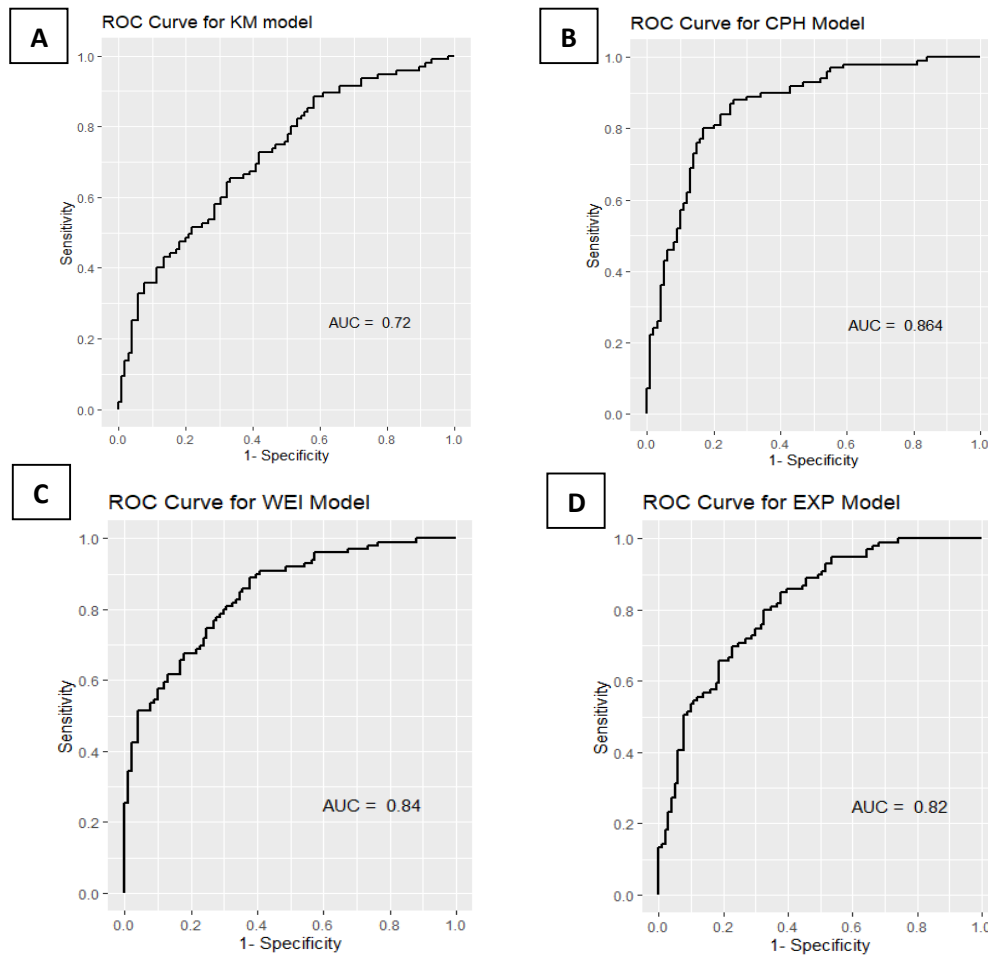 A
ROC Curve for KM model
1.0
0.8
0.6
0.4
0.2
0.0
Sensitivity
AUC = 0.72
0.0 0.2 0.4 0.6 0.8 1.0
1- Specificity
B
ROC Curve for CPH Model
1.0
0.8
0.6
0.4
0.2
0.0
Sensitivity
AUC = 0.864
0.0 0.2 0.4 0.6 0.8 1.0
1- Specificity
C
ROC Curve for WEI Model
1.0
0.8
0.6
0.4
0.2
0.0
Sensitivity
AUC = 0.84
0.0 0.2 0.4 0.6 0.8 1.0
1- Specificity
D
ROC Curve for EXP Model
1.0
0.8
0.6
0.4
0.2
0.0
Sensitivity
AUC = 0.82
0.0 0.2 0.4 0.6 0.8 1.0
1- Specificity